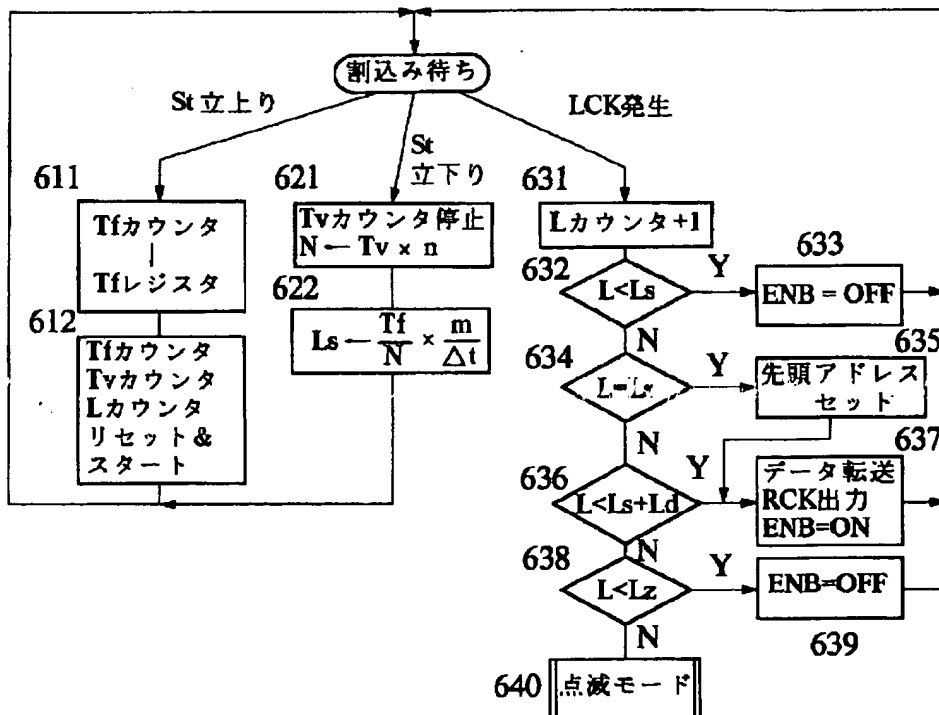 割込み待ち
St立上り
St
立下り
LCK発生
611
Tfカウンタ
|
Tfレジスタ
612
Tfカウンタ
Tvカウンタ
Lカウンタ
リセット&
スタート
621
Tvカウンタ停止
N←Tv×n
622
Ls←Tf/N×m/△t
631
Lカウンタ+1
632
L<Ls
Y
N
633
ENB=OFF
634
L=Ls
Y
N
635
先頭アドレス
セット
636
L<Ls+Ld
Y
N
637
データ転送
RCK出力
ENB=ON
638
L<Lz
Y
N
ENB=OFF
639
640
点滅モード